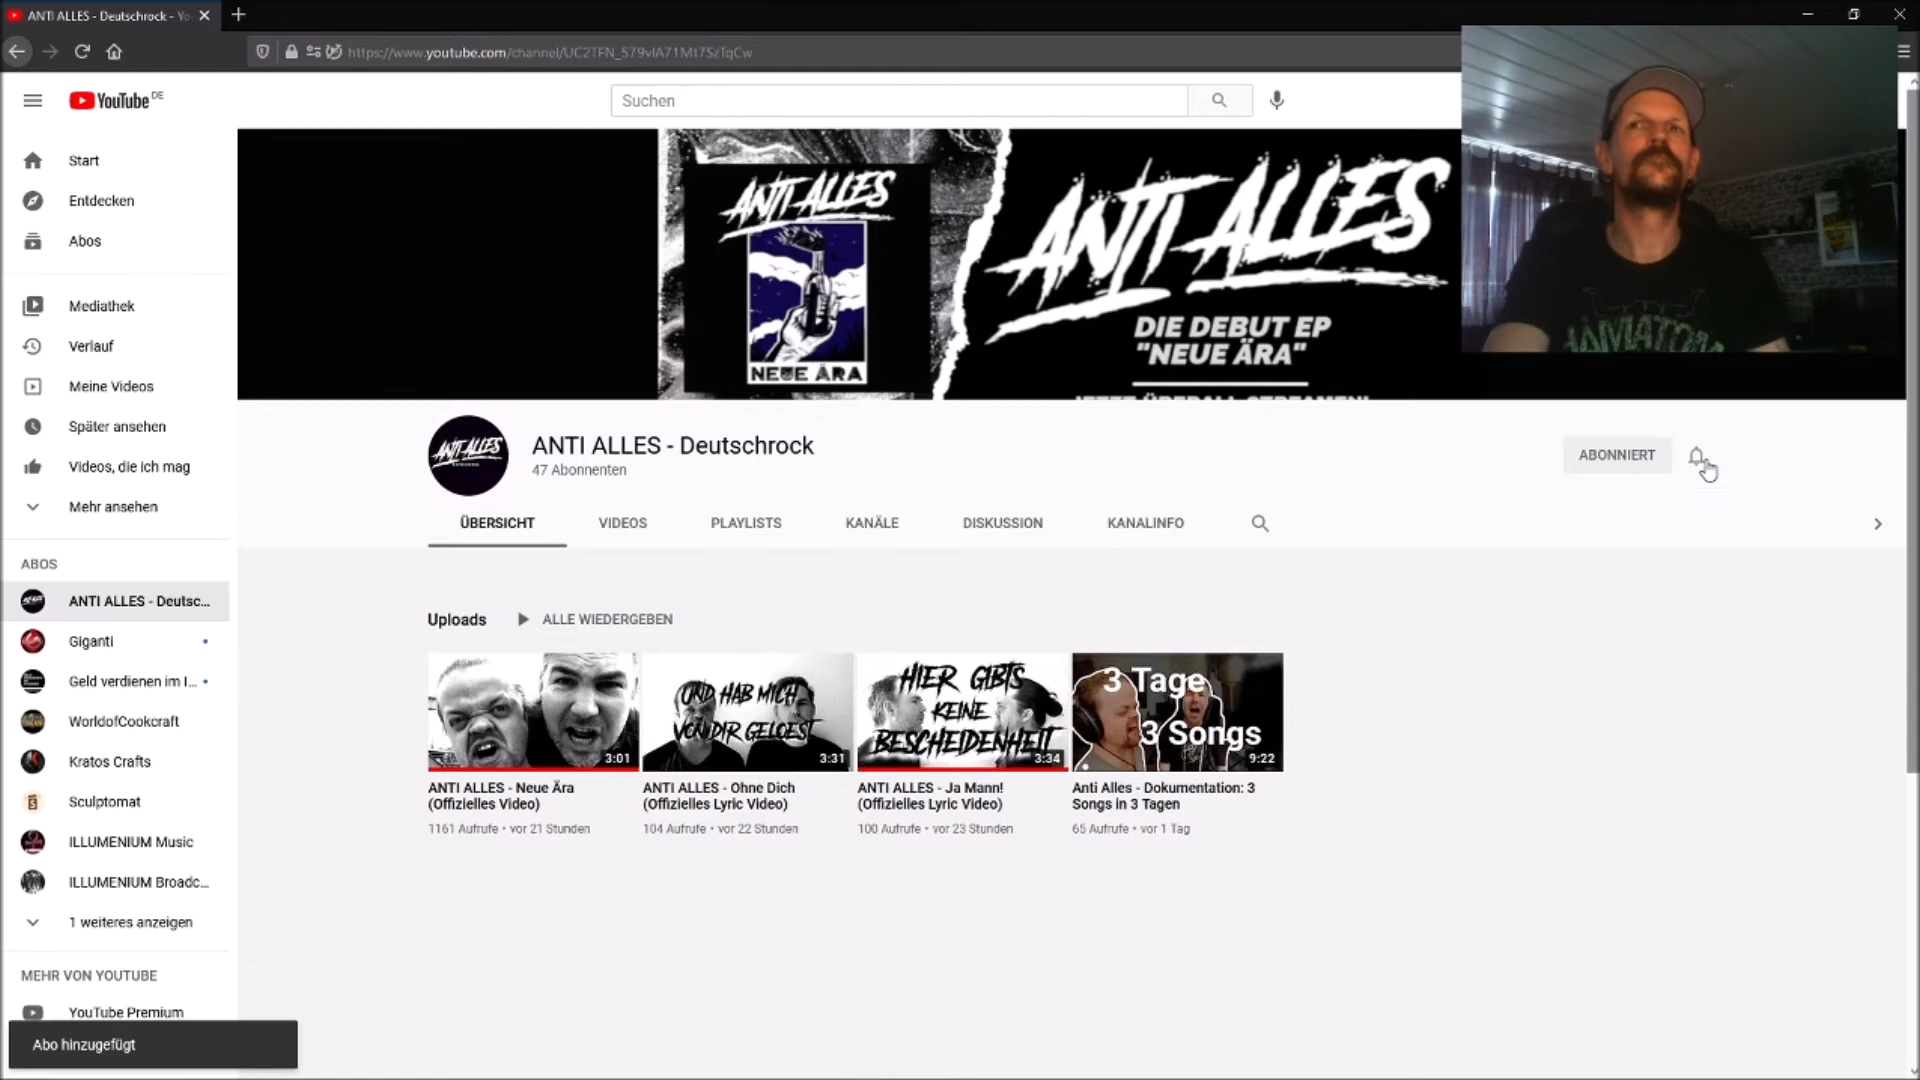 ANTI ALLES - Deutschrock - Yo
https://www.youtube.com/channel/UC2TFN_579vIA71Mt7SzTqCw
YouTube DE
Suchen
Start
Entdecken
Abos
Mediathek
Verlauf
Meine Videos
Später ansehen
Videos, die ich mag
Mehr ansehen
ABOS
ANTI ALLES - Deutsc...
Giganti
Geld verdienen im I...
WorldofCookcraft
Kratos Crafts
Sculptomat
ILLUMENIUM Music
ILLUMENIUM Broadc...
1 weiteres anzeigen
MEHR VON YOUTUBE
YouTube Premium
Abo hinzugefügt
ANTI ALLES
NEUE ÄRA
ANTI ALLES
DIE DEBUT EP
"NEUE ÄRA"
JETZT ÜBERALL STREAMEN!
ANTI ALLES
ANTI ALLES - Deutschrock
47 Abonnenten
ABONNIERT
ÜBERSICHT
VIDEOS
PLAYLISTS
KANÄLE
DISKUSSION
KANALINFO
Uploads
ALLE WIEDERGEBEN
3:01
ANTI ALLES - Neue Ära
(Offizielles Video)
1161 Aufrufe • vor 21 Stunden
UND HAB MICH
VON DIR GELOEST
3:31
ANTI ALLES - Ohne Dich
(Offizielles Lyric Video)
104 Aufrufe • vor 22 Stunden
HIER GIBTS
KEINE
BESCHEIDENHEIT
3:34
ANTI ALLES - Ja Mann!
(Offizielles Lyric Video)
100 Aufrufe • vor 23 Stunden
3 Tage
3 Songs
9:22
Anti Alles - Dokumentation: 3
Songs in 3 Tagen
65 Aufrufe • vor 1 Tag